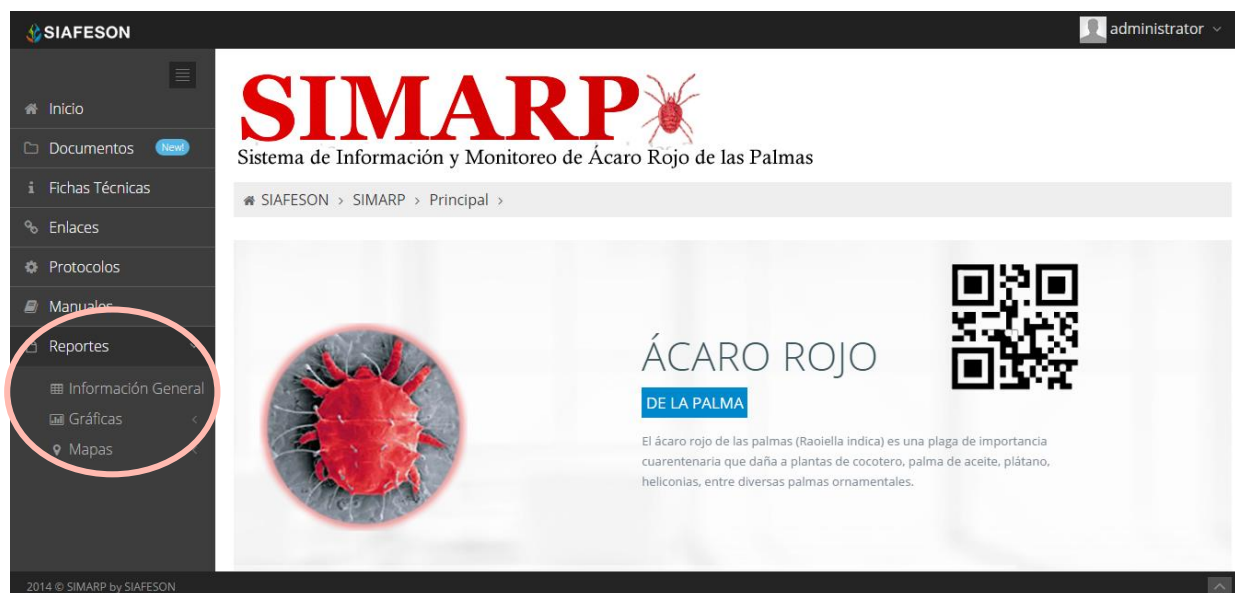 SIAFESON
administrator
Inicio
Documentos New!
Fichas Técnicas
Enlaces
Protocolos
Manuales
Reportes
Información General
Gráficas
Mapas
SIMARP
Sistema de Información y Monitoreo de Ácaro Rojo de las Palmas
SIAFESON > SIMARP > Principal >
ÁCARO ROJO
DE LA PALMA
El ácaro rojo de las palmas (Raoiella indica) es una plaga de importancia
cuarentenaria que daña a plantas de cocotero, palma de aceite, plátano,
heliconias, entre diversas palmas ornamentales.
2014 © SIMARP by SIAFESON